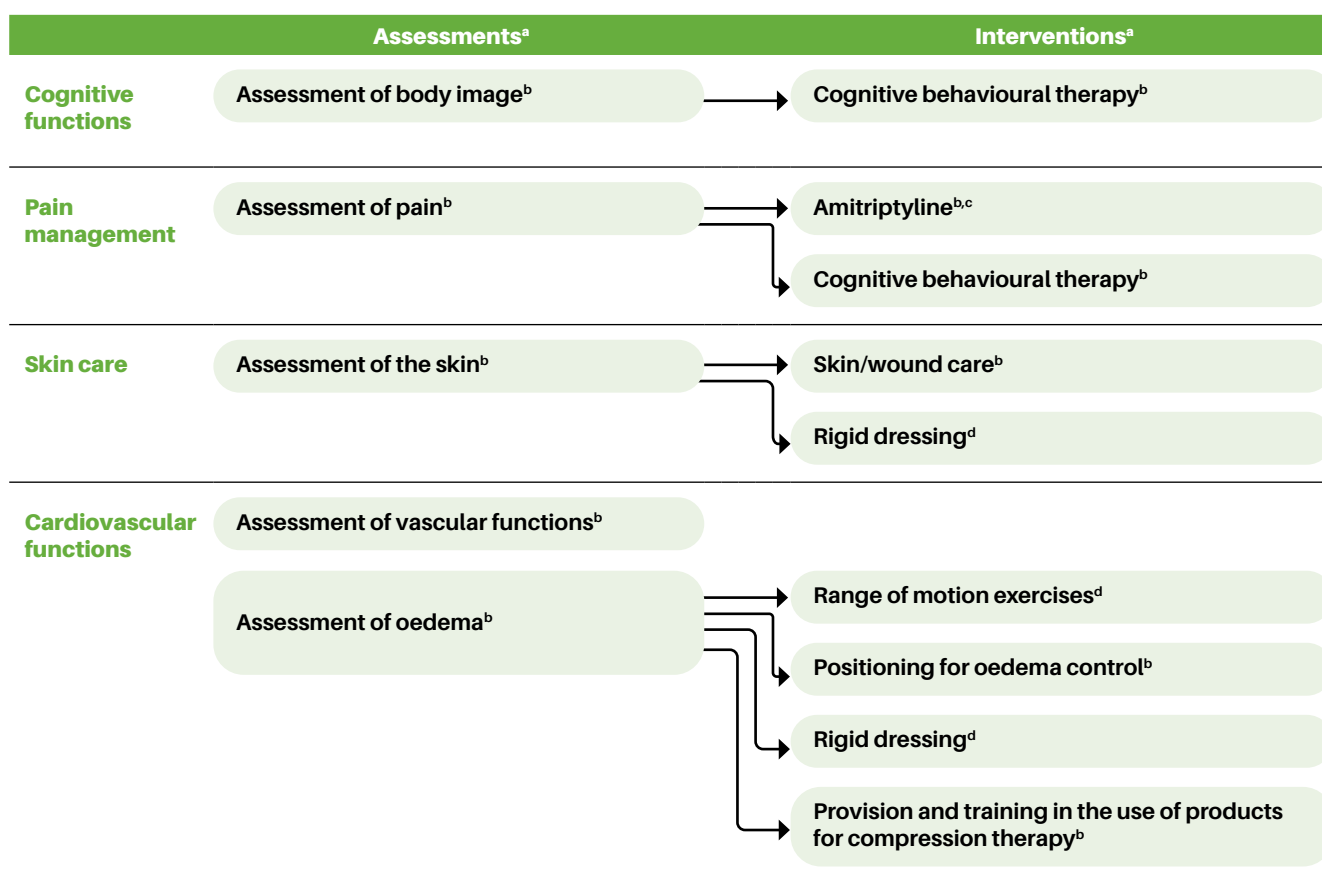 Assessmentsᵃ Interventionsᵃ
Cognitive
functions
Assessment of body imageᵇ
Cognitive behavioural therapyᵇ
Pain
management
Assessment of painᵇ
Amitriptylineᵇ,ᶜ
Cognitive behavioural therapyᵇ
Skin care
Assessment of the skinᵇ
Skin/wound careᵇ
Rigid dressingᵈ
Cardiovascular
functions
Assessment of vascular functionsᵇ
Assessment of oedemaᵇ
Range of motion exercisesᵈ
Positioning for oedema controlᵇ
Rigid dressingᵈ
Provision and training in the use of products
for compression therapyᵇ